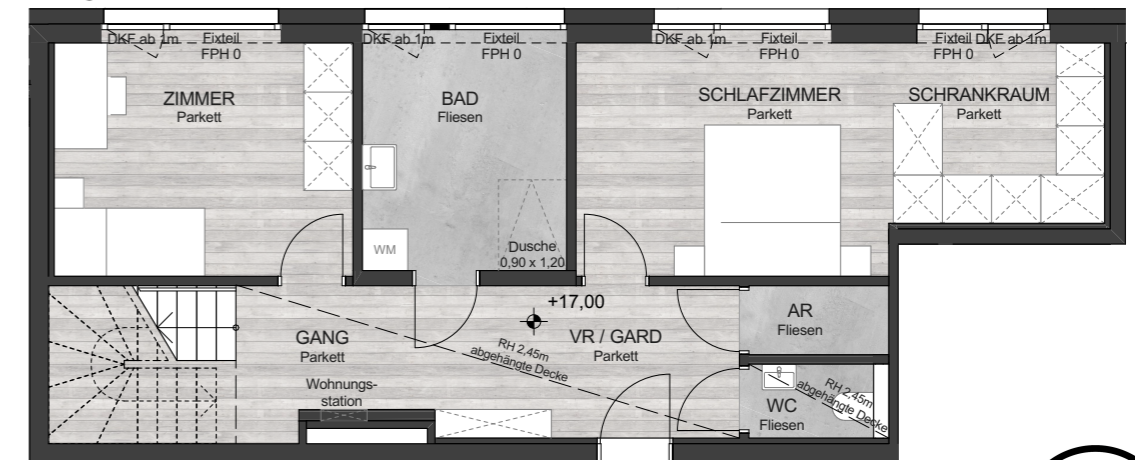 DKF ab 1m
Fixteil
FPH 0
DKF ab 1m
Fixteil
FPH 0
DKF ab 1m
Fixteil
FPH 0
Fixteil
DKF ab 1m
FPH 0
ZIMMER
Parkett
BAD
Fliesen
SCHLAFZIMMER
Parkett
SCHRANKRAUM
Parkett
WM
Dusche
0,90 x 1,20
+17,00
GANG
Parkett
RH 2,45m
abgehängte Decke
VR / GARD
Parkett
AR
Fliesen
Wohnungs-
station
WC
Fliesen
RH 2,45m
abgehängte Decke